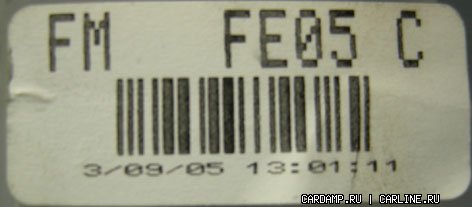 FM FE05 C
3/09/05 13:01:11
CARDAMP.RU | CARLINE.RU